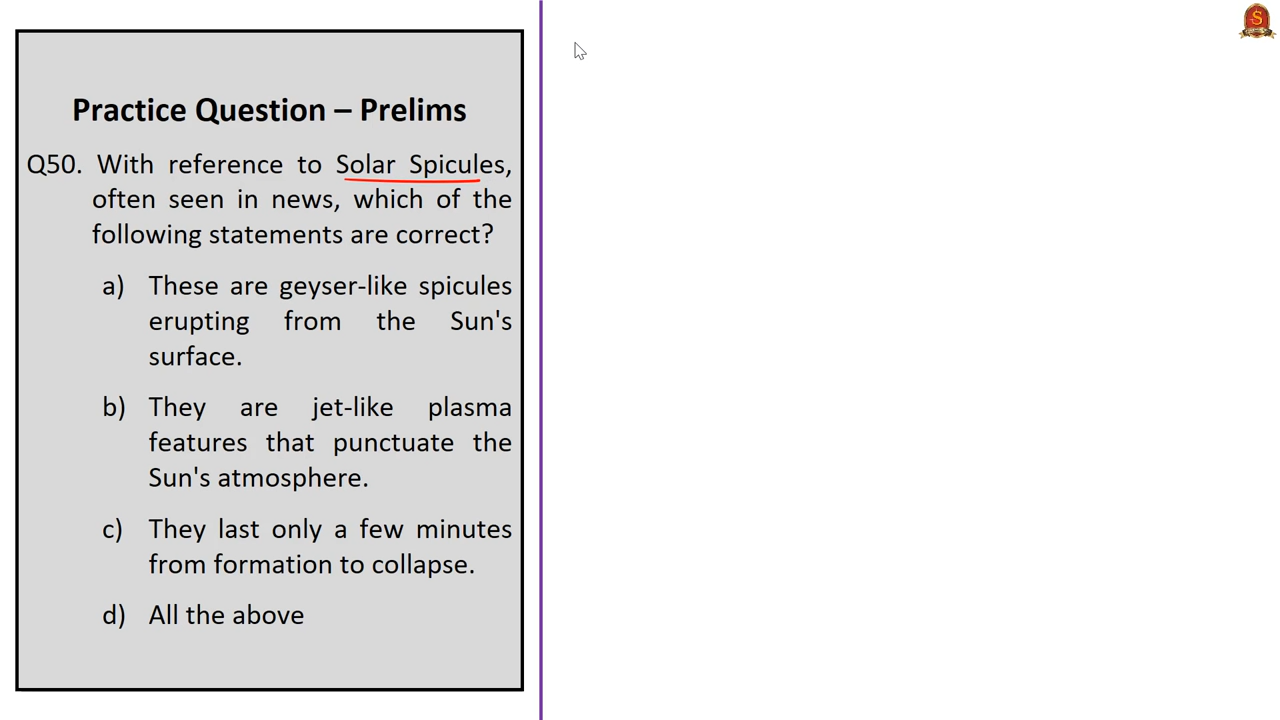 Practice Question – Prelims
Q50. With reference to Solar Spicules,
often seen in news, which of the
following statements are correct?
a) These are geyser-like spicules
erupting from the Sun's
surface.
b) They are jet-like plasma
features that punctuate the
Sun's atmosphere.
c) They last only a few minutes
from formation to collapse.
d) All the above
S